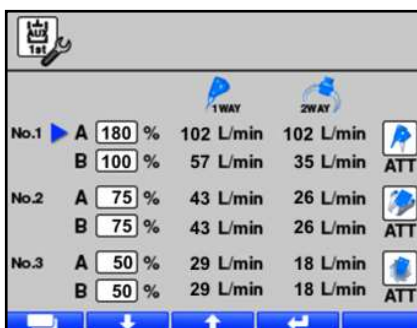 AUX
1st
1WAY 2WAY
No.1 A 180 % 102 L/min 102 L/min
B 100 % 57 L/min 35 L/min ATT
No.2 A 75 % 43 L/min 26 L/min
B 75 % 43 L/min 26 L/min ATT
No.3 A 50 % 29 L/min 18 L/min
B 50 % 29 L/min 18 L/min ATT